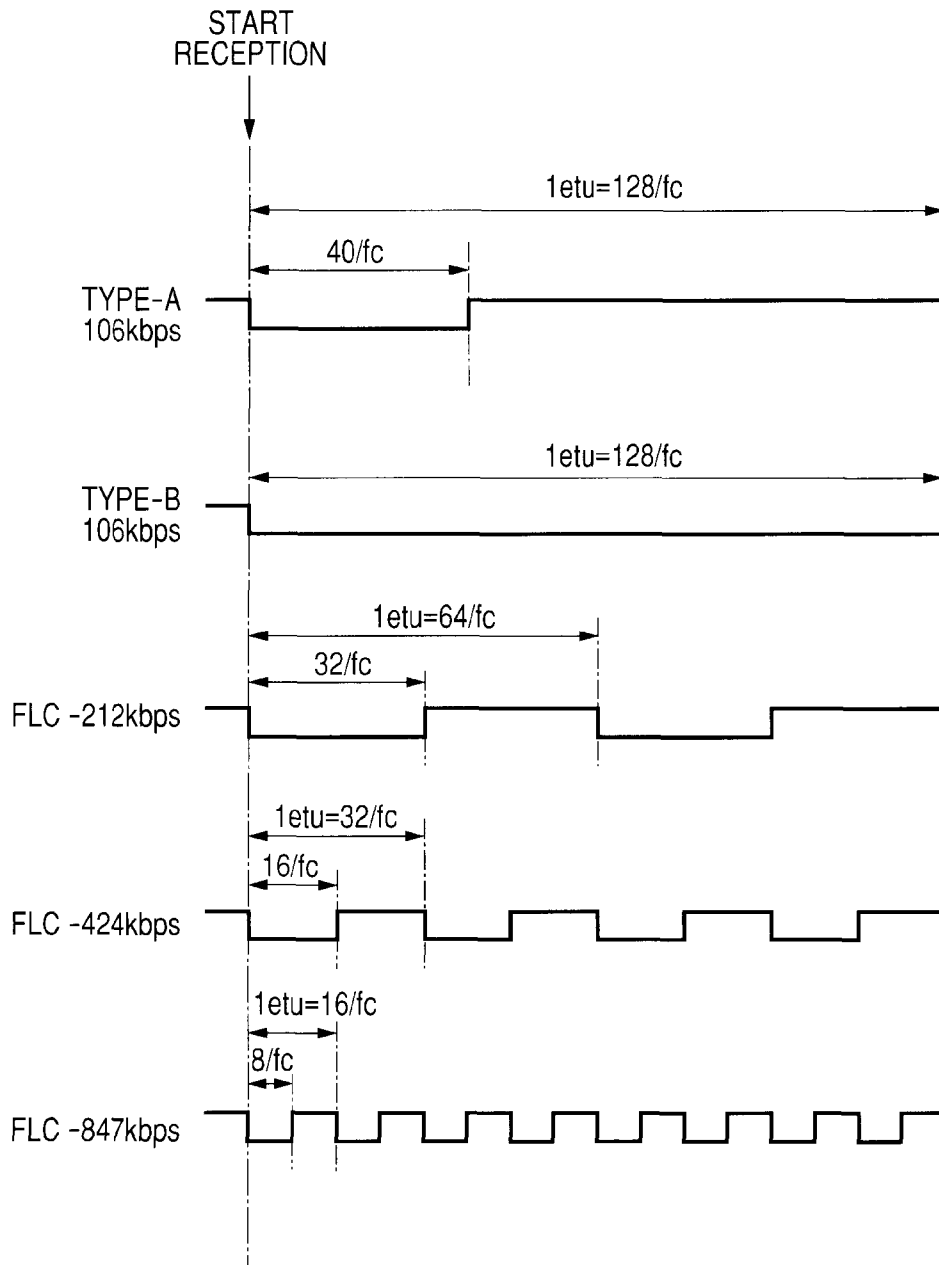 START
RECEPTION
1etu=128/fc
40/fc
TYPE-A
106kbps
1etu=128/fc
TYPE-B
106kbps
1etu=64/fc
32/fc
FLC -212kbps
1etu=32/fc
16/fc
FLC -424kbps
1etu=16/fc
8/fc
FLC -847kbps